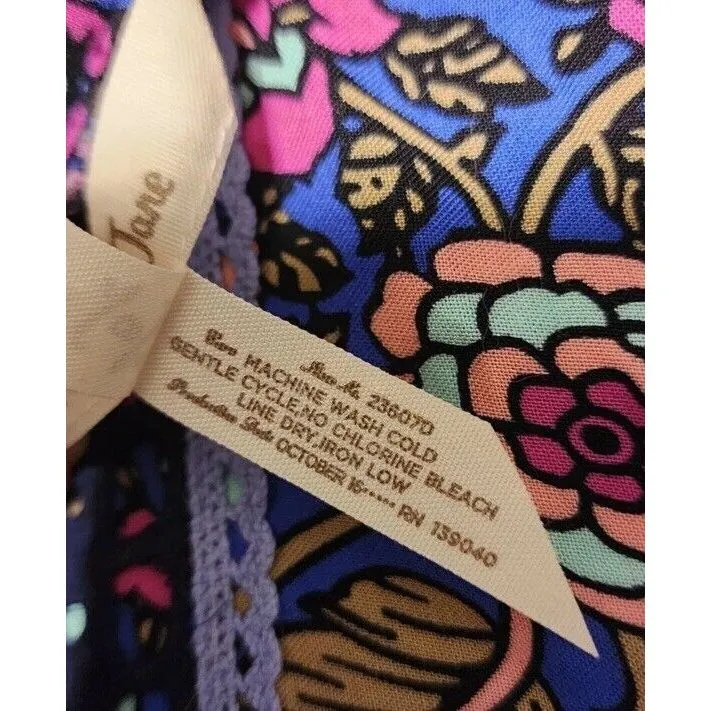 Jane
Care Item No. 23607D
MACHINE WASH COLD
GENTLE CYCLE.NO CHLORINE BLEACH
LINE DRY.IRON LOW
Production Date OCTOBER 16····· RN 139040